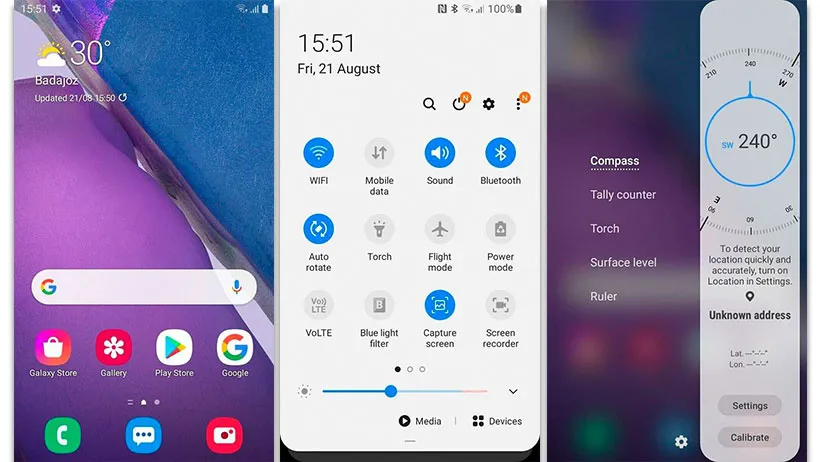 15:51
30°
Badajoz
Updated 21/08 15:50
Galaxy Store
Gallery
Play Store
Google
100%
15:51
Fri, 21 August
N
N
WIFI
Mobile
data
Sound
Bluetooth
Auto
rotate
Torch
Flight
mode
Power
mode
Vo))
LTE
B
VoLTE
Blue light
filter
Capture
screen
Screen
recorder
Media
Devices
Compass
Tally counter
Torch
Surface level
Ruler
210
240
270
W
SW 240°
E
90
60
30
To detect your
location quickly and
accurately, turn on
Location in Settings.
Unknown address
Lat. ---°--'--"
Lon. ---°--'--"
Settings
Calibrate